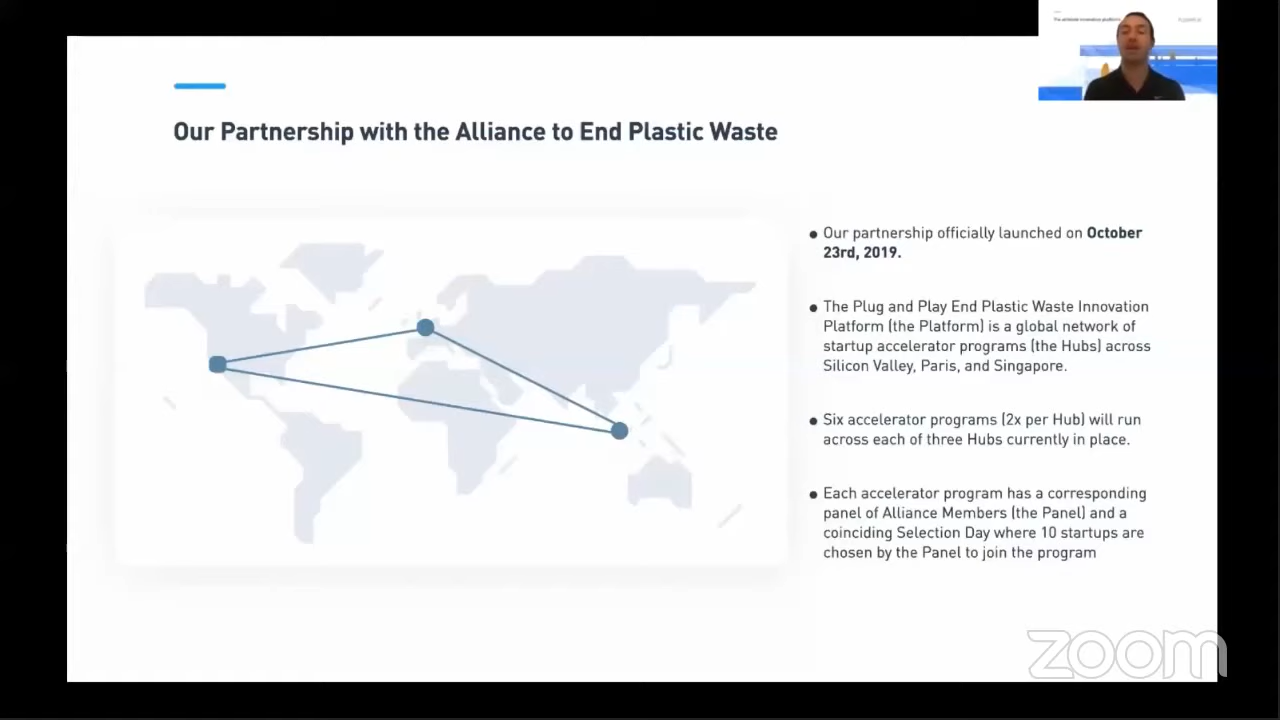 Our Partnership with the Alliance to End Plastic Waste
● Our partnership officially launched on October
23rd, 2019.
● The Plug and Play End Plastic Waste Innovation
Platform (the Platform) is a global network of
startup accelerator programs (the Hubs) across
Silicon Valley, Paris, and Singapore.
● Six accelerator programs (2x per Hub) will run
across each of three Hubs currently in place.
● Each accelerator program has a corresponding
panel of Alliance Members (the Panel) and a
coinciding Selection Day where 10 startups are
chosen by the Panel to join the program
zoom